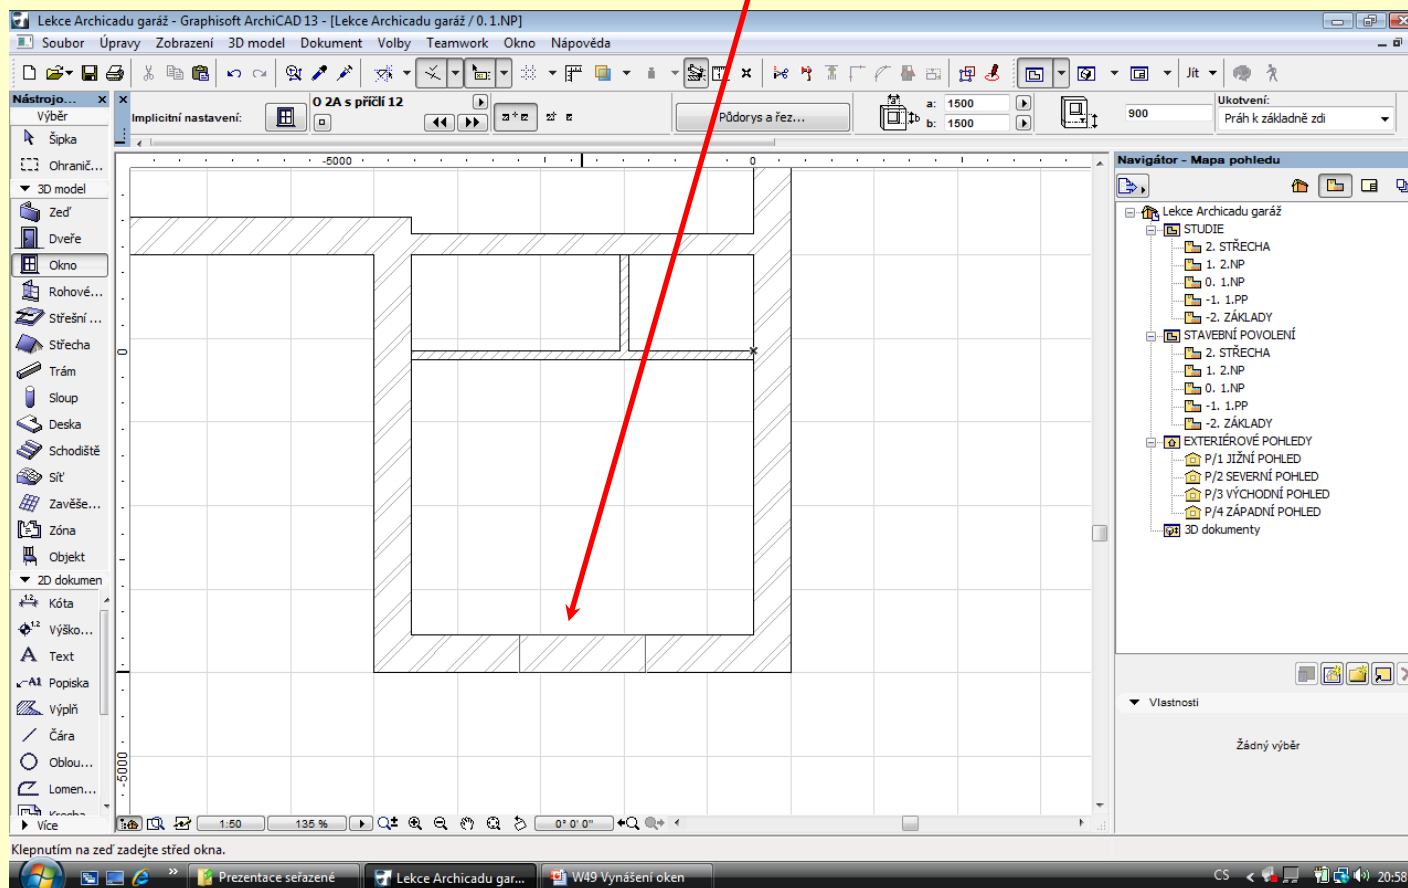 Lekce Archicadu garáž - Graphisoft ArchiCAD 13 - [Lekce Archicadu garáž / 0. 1.NP]
Soubor Úpravy Zobrazení 3D model Dokument Volby Teamwork Okno Nápověda
Jít
Nástrojo...
Výběr
Šipka
Ohranič...
3D model
Zeď
Dveře
Okno
Rohové...
Střešní ...
Střecha
Trám
Sloup
Deska
Schodiště
Síť
Zavěše...
Zóna
Objekt
2D dokumen
Kóta
Výško...
Text
Popiska
Výplň
Čára
Oblou...
Lomen...
Více
Implicitní nastavení:
0 2A s příčlí 12
Půdorys a řez...
a: 1500
b: 1500
900
Ukotvení:
Práh k základně zdi
-5000 0
0
-5000
Navigátor - Mapa pohledu
Lekce Archicadu garáž
STUDIE
2. STŘECHA
1. 2.NP
0. 1.NP
-1. 1.PP
-2. ZÁKLADY
STAVEBNÍ POVOLENÍ
2. STŘECHA
1. 2.NP
0. 1.NP
-1. 1.PP
-2. ZÁKLADY
EXTERIÉROVÉ POHLEDY
P/1 JIŽNÍ POHLED
P/2 SEVERNÍ POHLED
P/3 VÝCHODNÍ POHLED
P/4 ZÁPADNÍ POHLED
3D dokumenty
Vlastnosti
Žádný výběr
1:50 135 % 0° 0' 0"
Klepnutím na zeď zadejte střed okna.
Prezentace seřazené Lekce Archicadu gar... W49 Vynášení oken CS 20:58